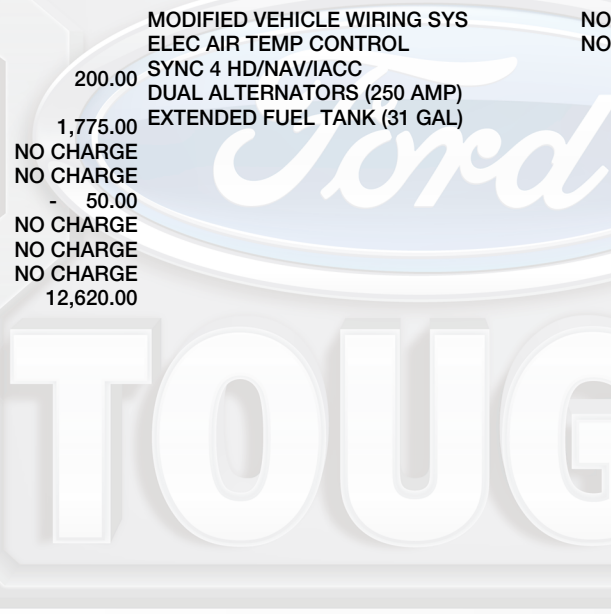 MODIFIED VEHICLE WIRING SYS NO
ELEC AIR TEMP CONTROL NO
200.00 SYNC 4 HD/NAV/IACC
DUAL ALTERNATORS (250 AMP)
1,775.00 EXTENDED FUEL TANK (31 GAL)
NO CHARGE
NO CHARGE
- 50.00
NO CHARGE
NO CHARGE
NO CHARGE
12,620.00
Ford
TOUG